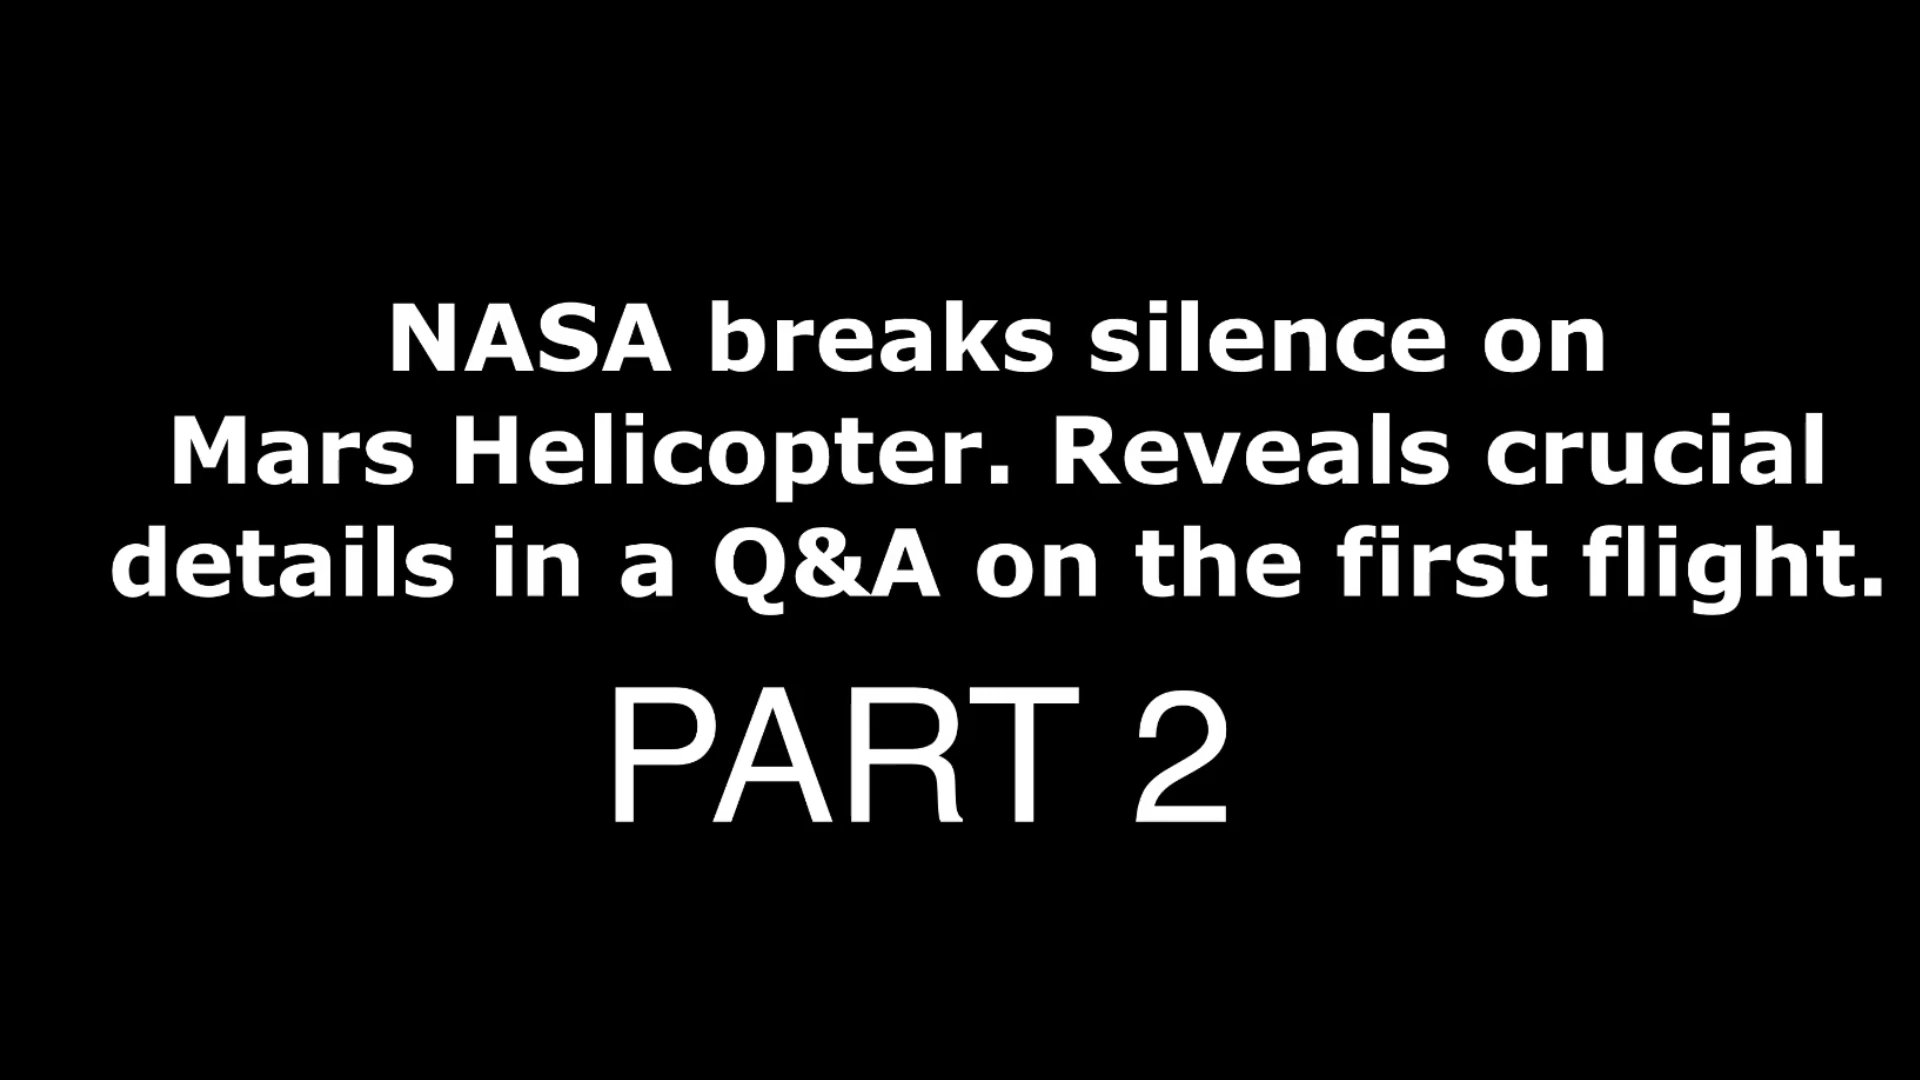 NASA breaks silence on
Mars Helicopter. Reveals crucial
details in a Q&A on the first flight.
PART 2